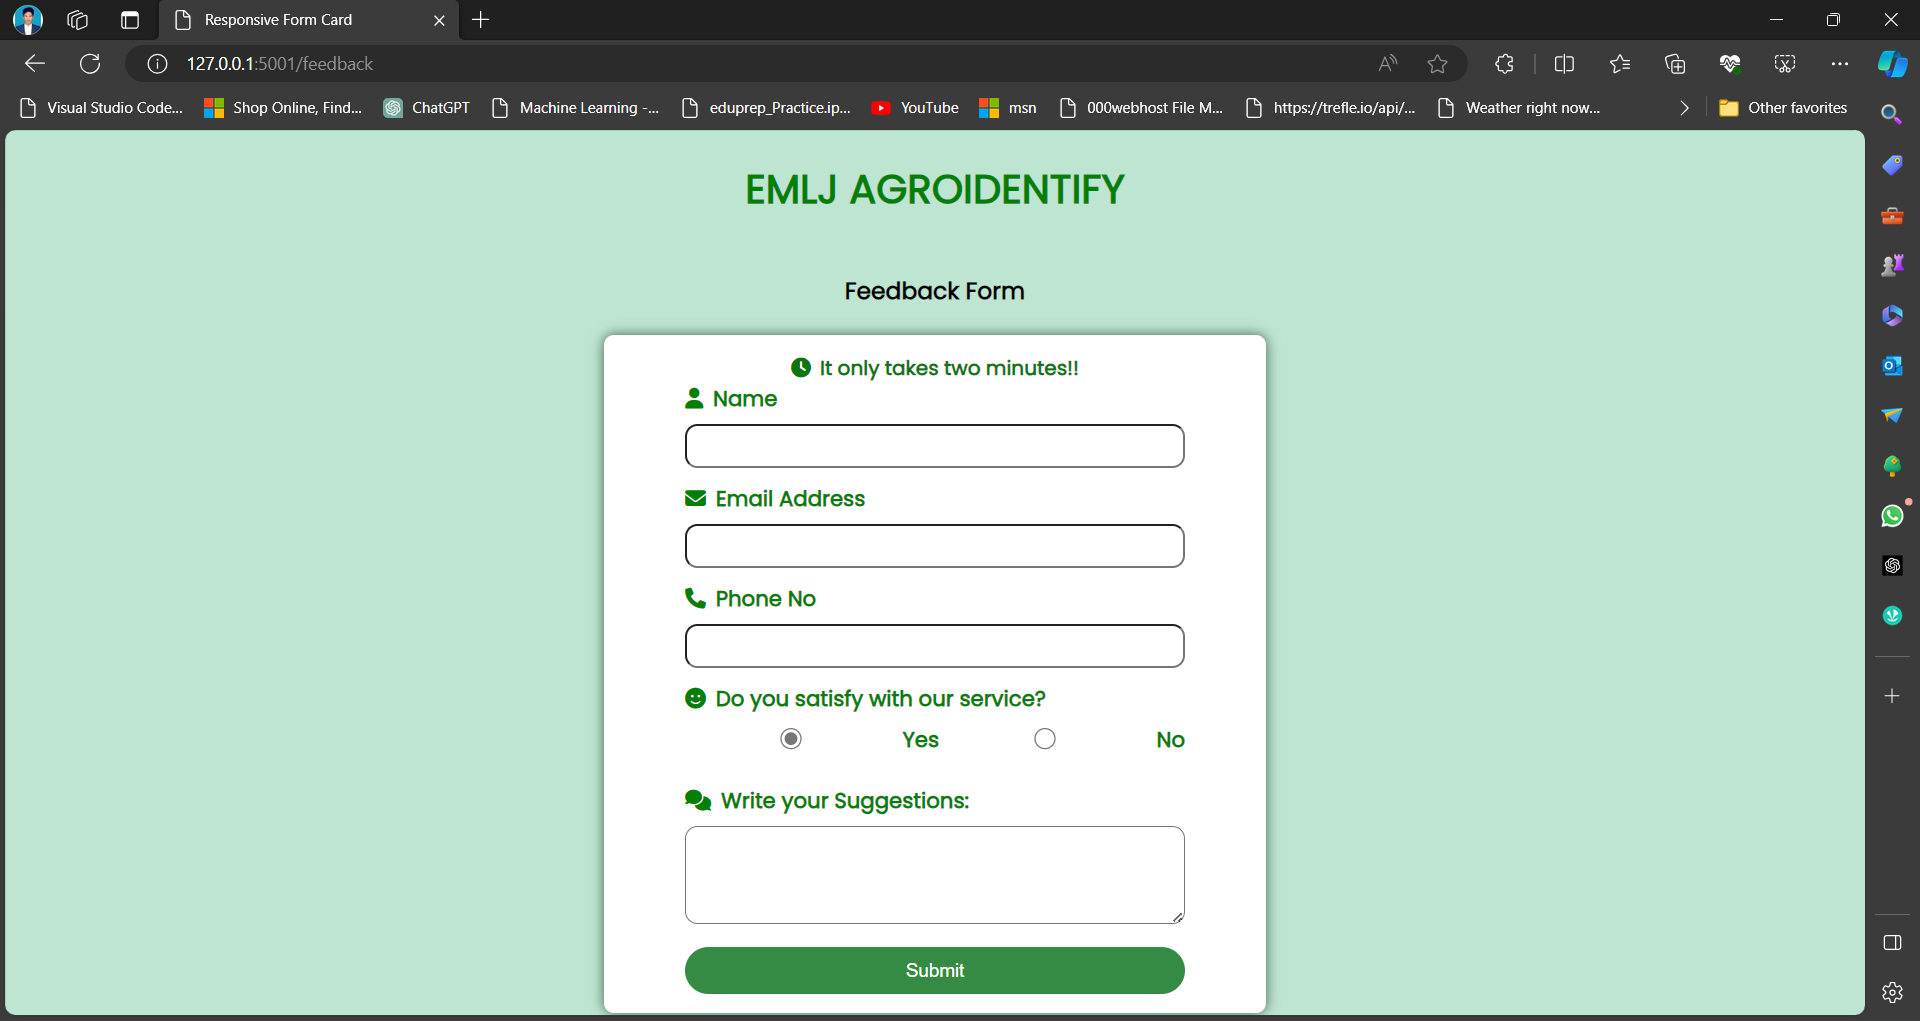 Responsive Form Card
127.0.0.1:5001/feedback
Visual Studio Code... Shop Online, Find... ChatGPT Machine Learning -... eduprep_Practice.ip... YouTube msn 000webhost File M... https://trefle.io/api/... Weather right now... Other favorites
EMLJ AGROIDENTIFY
Feedback Form
It only takes two minutes!!
Name
Email Address
Phone No
Do you satisfy with our service?
Yes No
Write your Suggestions:
Submit